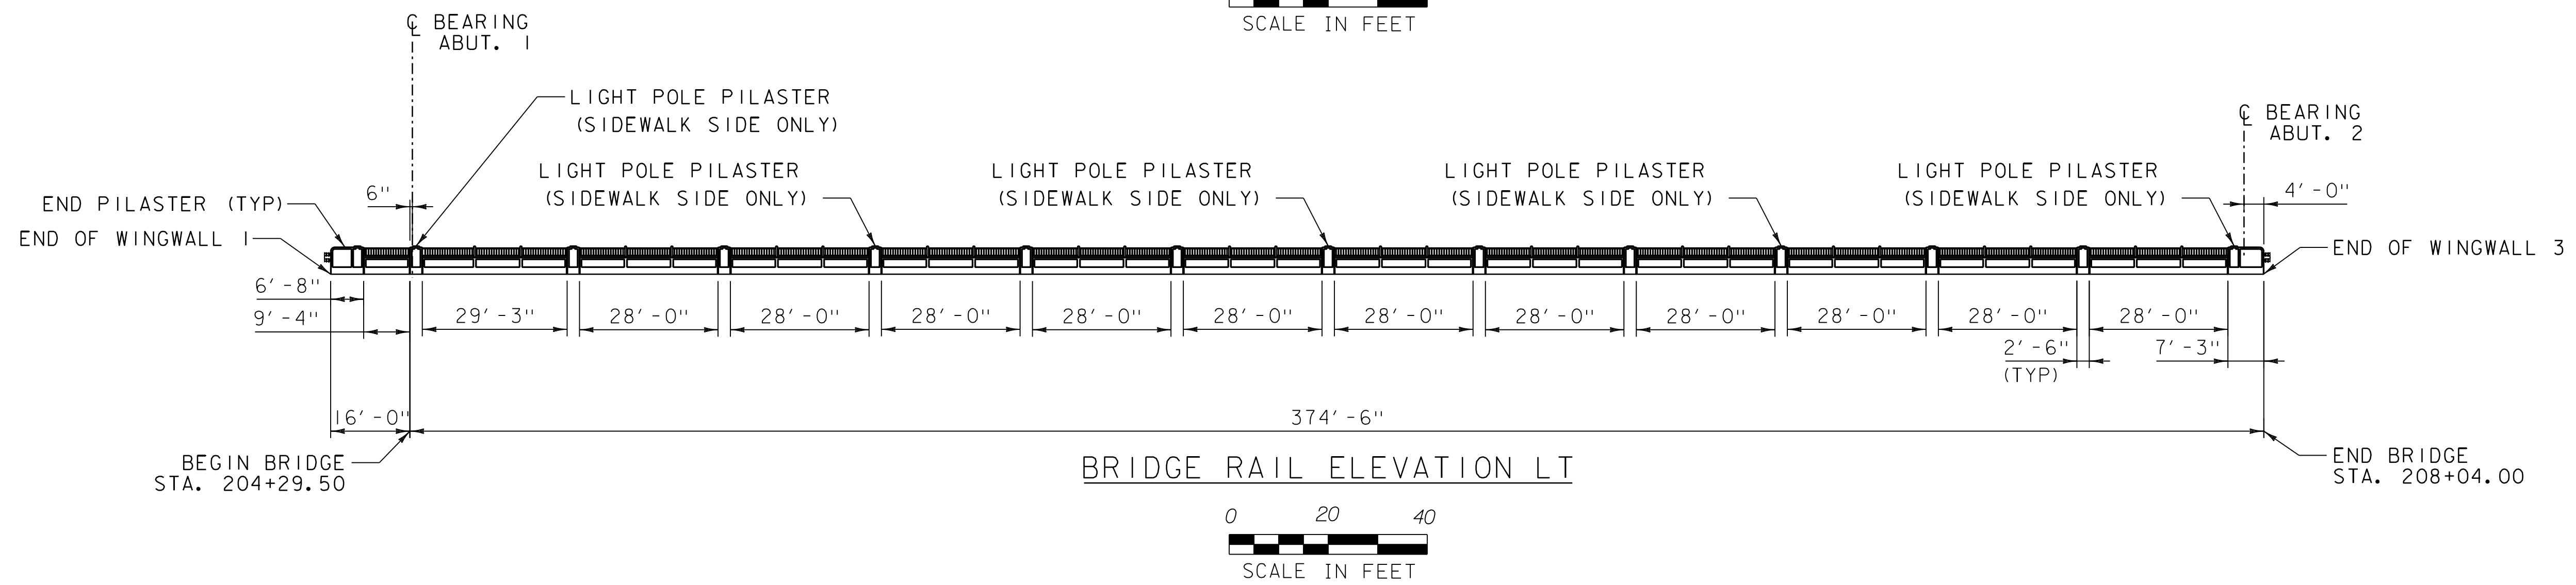 SCALE IN FEET
℄ BEARING
ABUT. 1
LIGHT POLE PILASTER
(SIDEWALK SIDE ONLY)
℄ BEARING
ABUT. 2
LIGHT POLE PILASTER
(SIDEWALK SIDE ONLY)
LIGHT POLE PILASTER
(SIDEWALK SIDE ONLY)
LIGHT POLE PILASTER
(SIDEWALK SIDE ONLY)
LIGHT POLE PILASTER
(SIDEWALK SIDE ONLY)
6"
4'-0"
END PILASTER (TYP)
END OF WINGWALL 1
END OF WINGWALL 3
6'-8"
9'-4"
29'-3"
28'-0"
28'-0"
28'-0"
28'-0"
28'-0"
28'-0"
28'-0"
28'-0"
28'-0"
28'-0"
28'-0"
2'-6"
(TYP)
7'-3"
16'-0"
374'-6"
BEGIN BRIDGE
STA. 204+29.50
BRIDGE RAIL ELEVATION LT
END BRIDGE
STA. 208+04.00
0 20 40
SCALE IN FEET